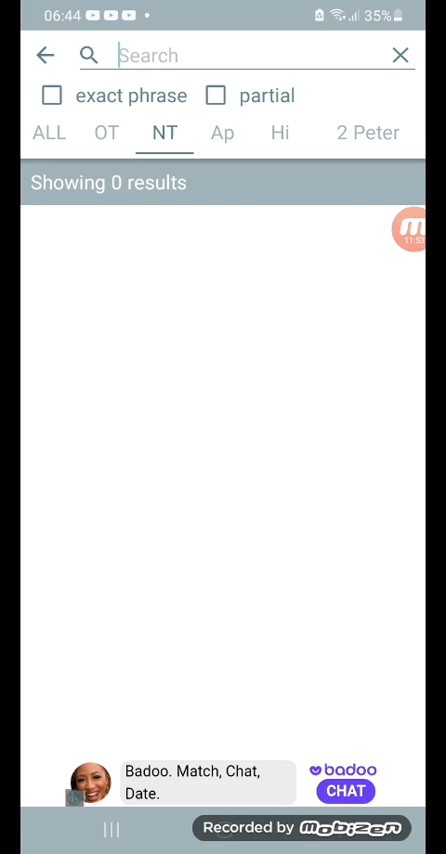 06:44 35%
Search
exact phrase partial
ALL OT NT Ap Hi 2 Peter
Showing 0 results
11:53
Badoo. Match, Chat,
Date.
badoo
CHAT
Recorded by mobizen